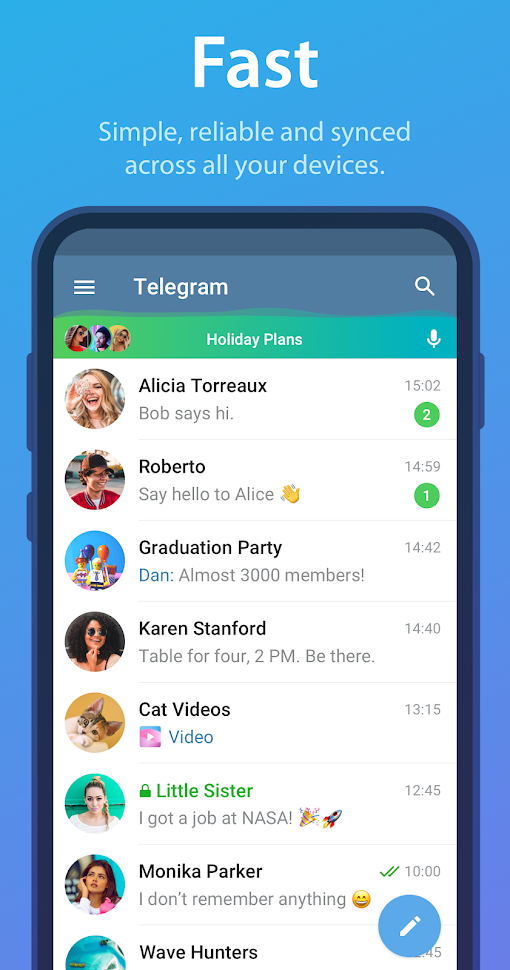 Fast
Simple, reliable and synced
across all your devices.
Telegram
Holiday Plans
Alicia Torreaux 15:02
Bob says hi. 2
Roberto 14:59
Say hello to Alice 👋 1
Graduation Party 14:42
Dan: Almost 3000 members!
Karen Stanford 14:40
Table for four, 2 PM. Be there.
Cat Videos 13:15
Video
Little Sister 12:45
I got a job at NASA! 🎉🚀
Monika Parker 10:00
I don’t remember anything 😄
Wave Hunters